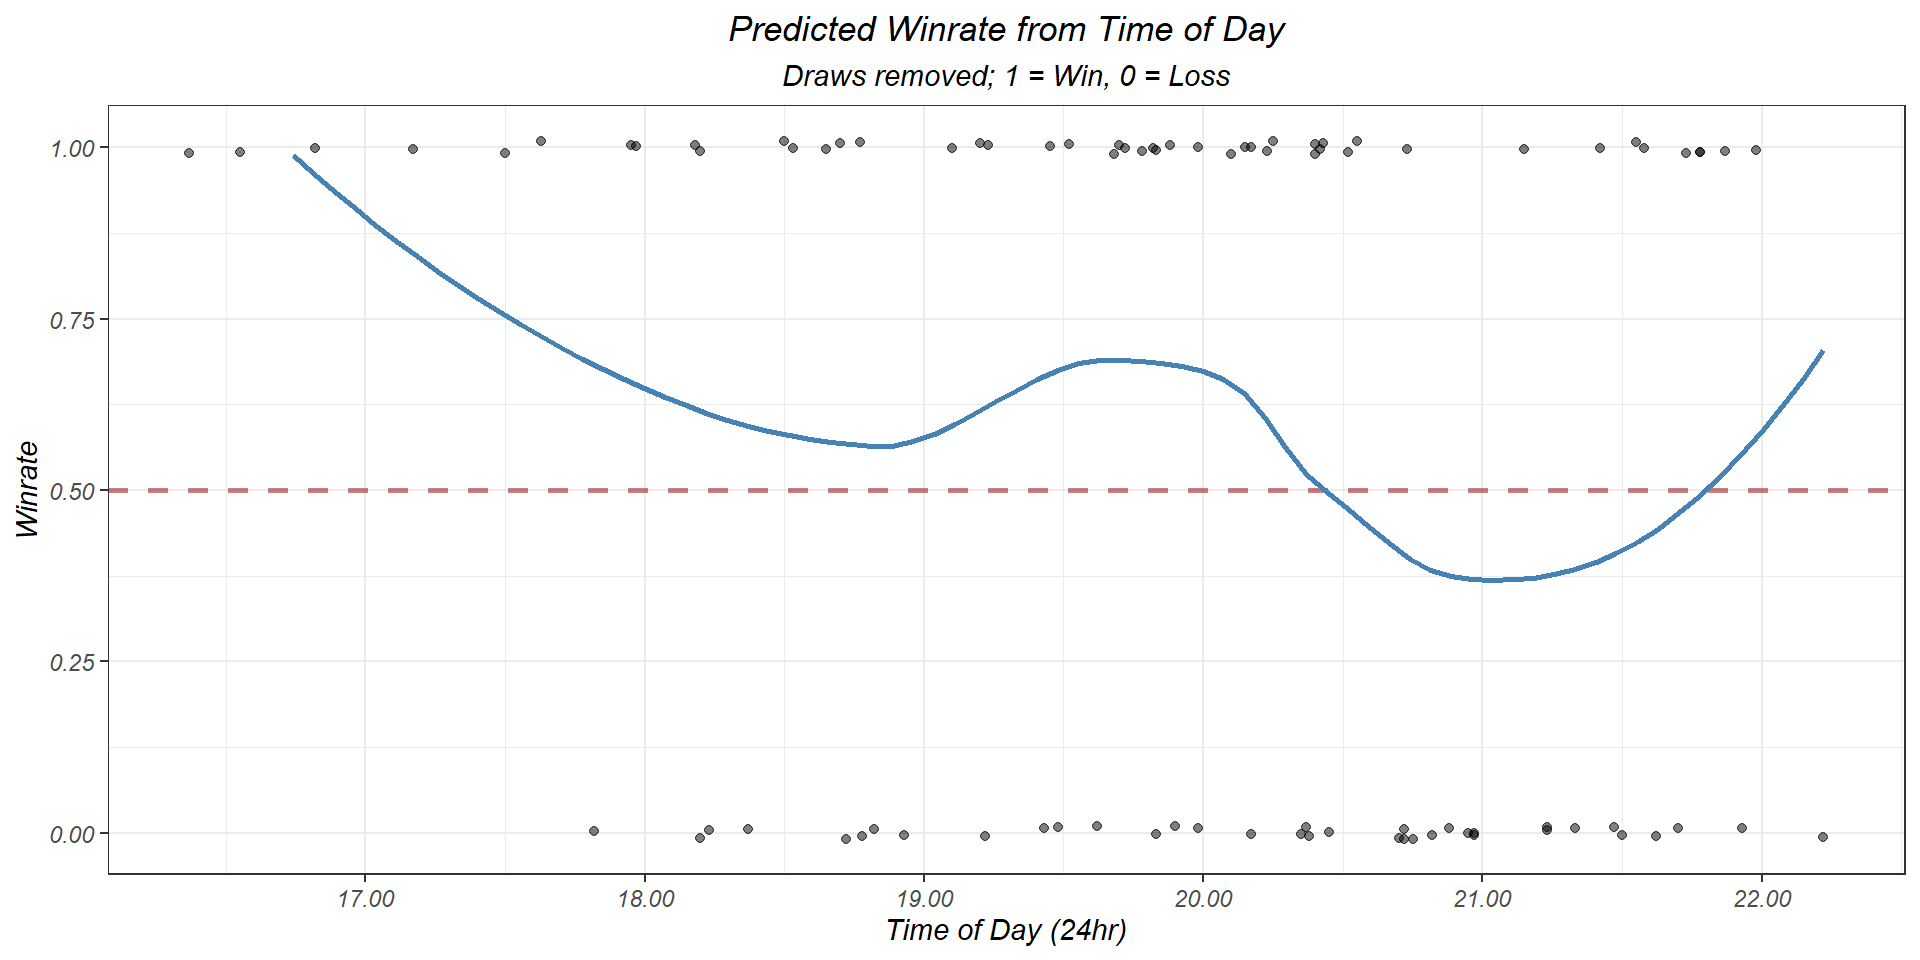 Predicted Winrate from Time of Day
Draws removed; 1 = Win, 0 = Loss
Winrate
1.00
0.75
0.50
0.25
0.00
17.00 18.00 19.00 20.00 21.00 22.00
Time of Day (24hr)